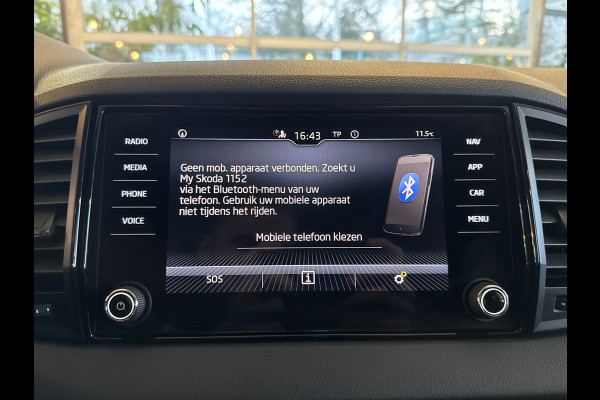 16:43 TP 11.5°C
RADIO
MEDIA
PHONE
VOICE
Geen mob. apparaat verbonden. Zoekt u
My Skoda 1152
via het Bluetooth-menu van uw
telefoon. Gebruik uw mobiele apparaat
niet tijdens het rijden.
Mobiele telefoon kiezen
SOS
NAV
APP
CAR
MENU